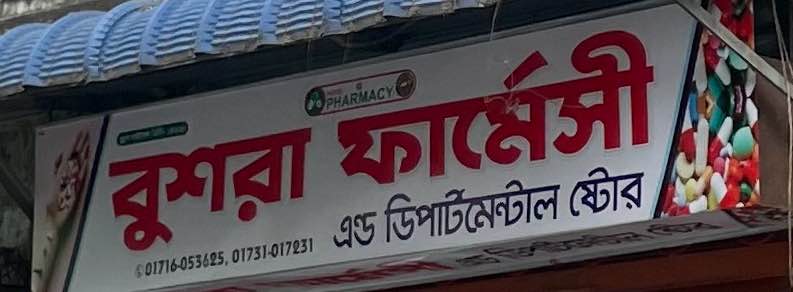 PHARMACY
বুশরা ফার্মেসী
এন্ড ডিপার্টমেন্টাল ষ্টোর
01716-053625, 01731-017231